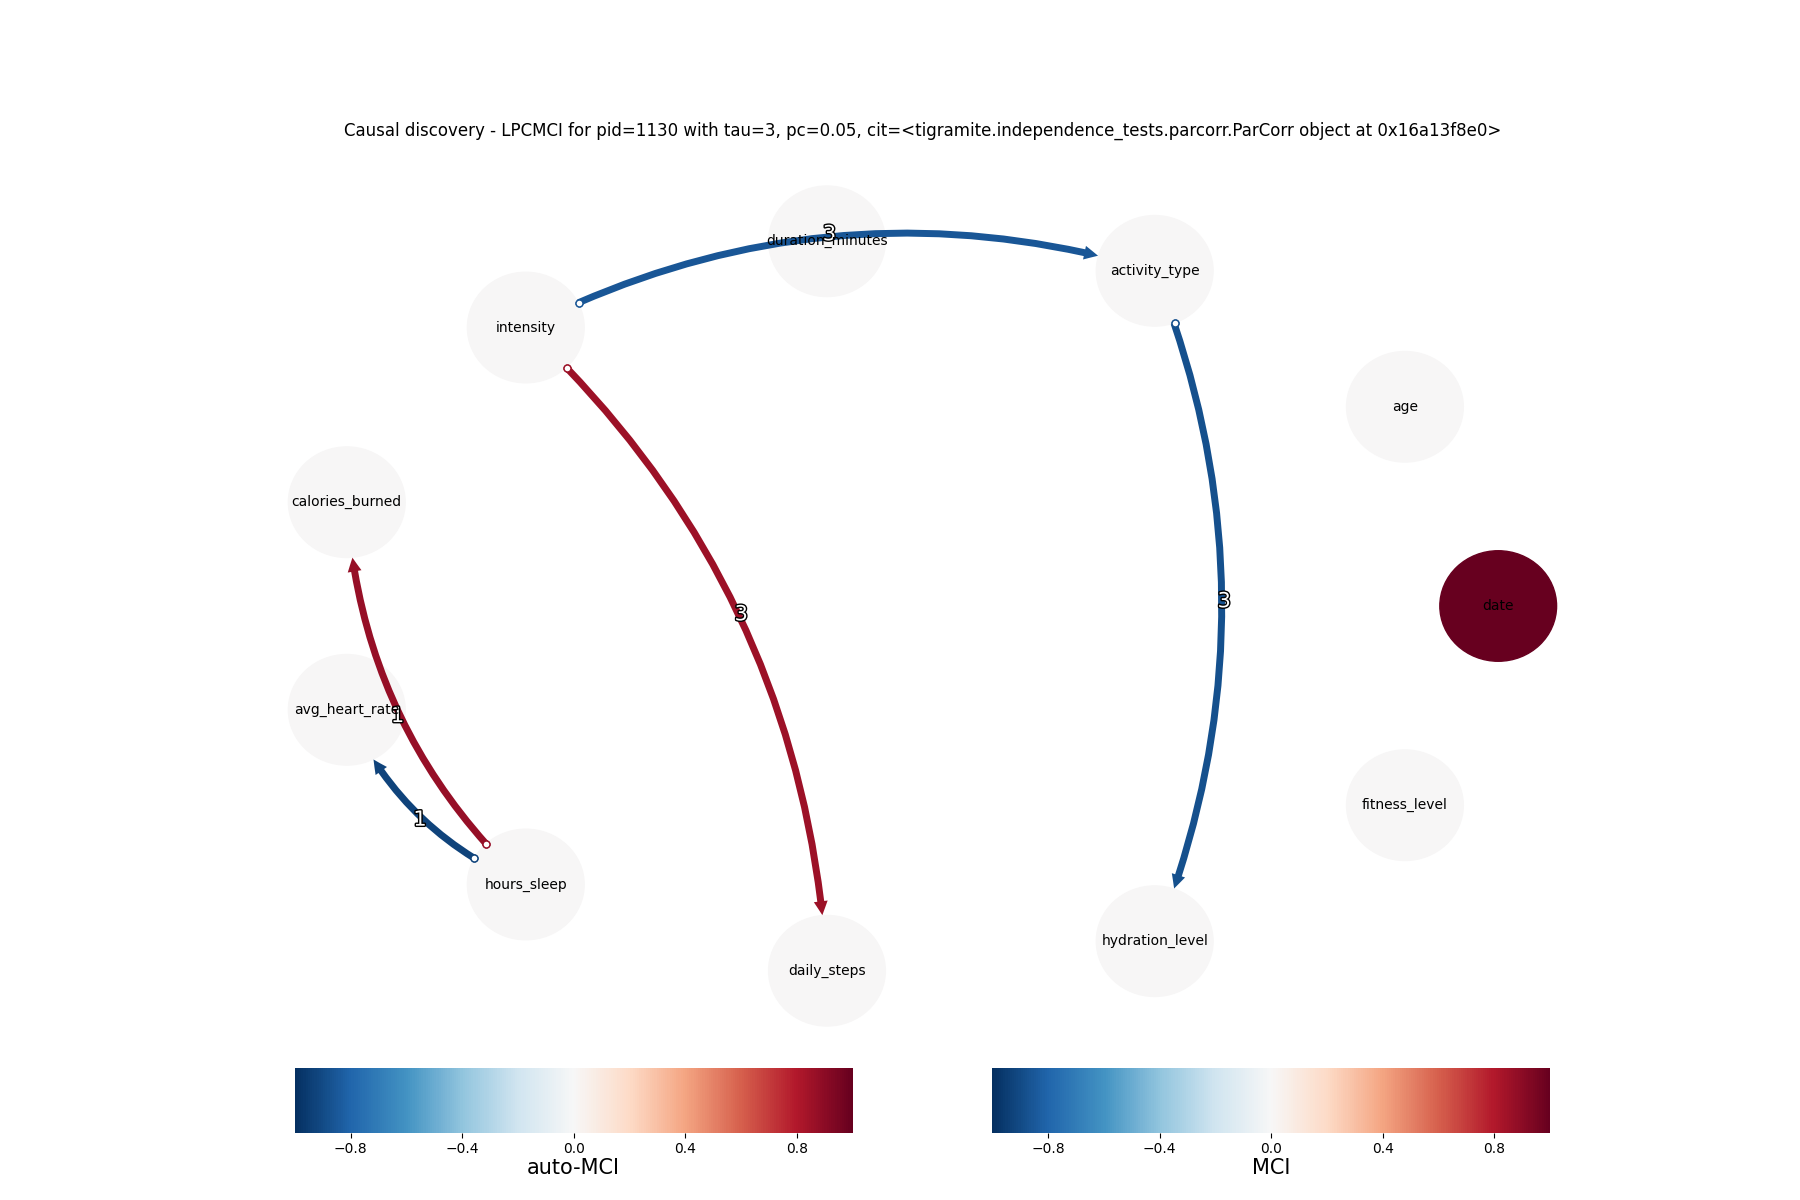 Causal discovery - LPCMCI for pid=1130 with tau=3, pc=0.05, cit=<tigramite.independence_tests.parcorr.ParCorr object at 0x16a13f8e0>
3
duration_minutes
activity_type
intensity
age
calories_burned
3
3
date
avg_heart_rate
1
1
fitness_level
hours_sleep
hydration_level
daily_steps
−0.8 −0.4 0.0 0.4 0.8
auto-MCI
−0.8 −0.4 0.0 0.4 0.8
MCI